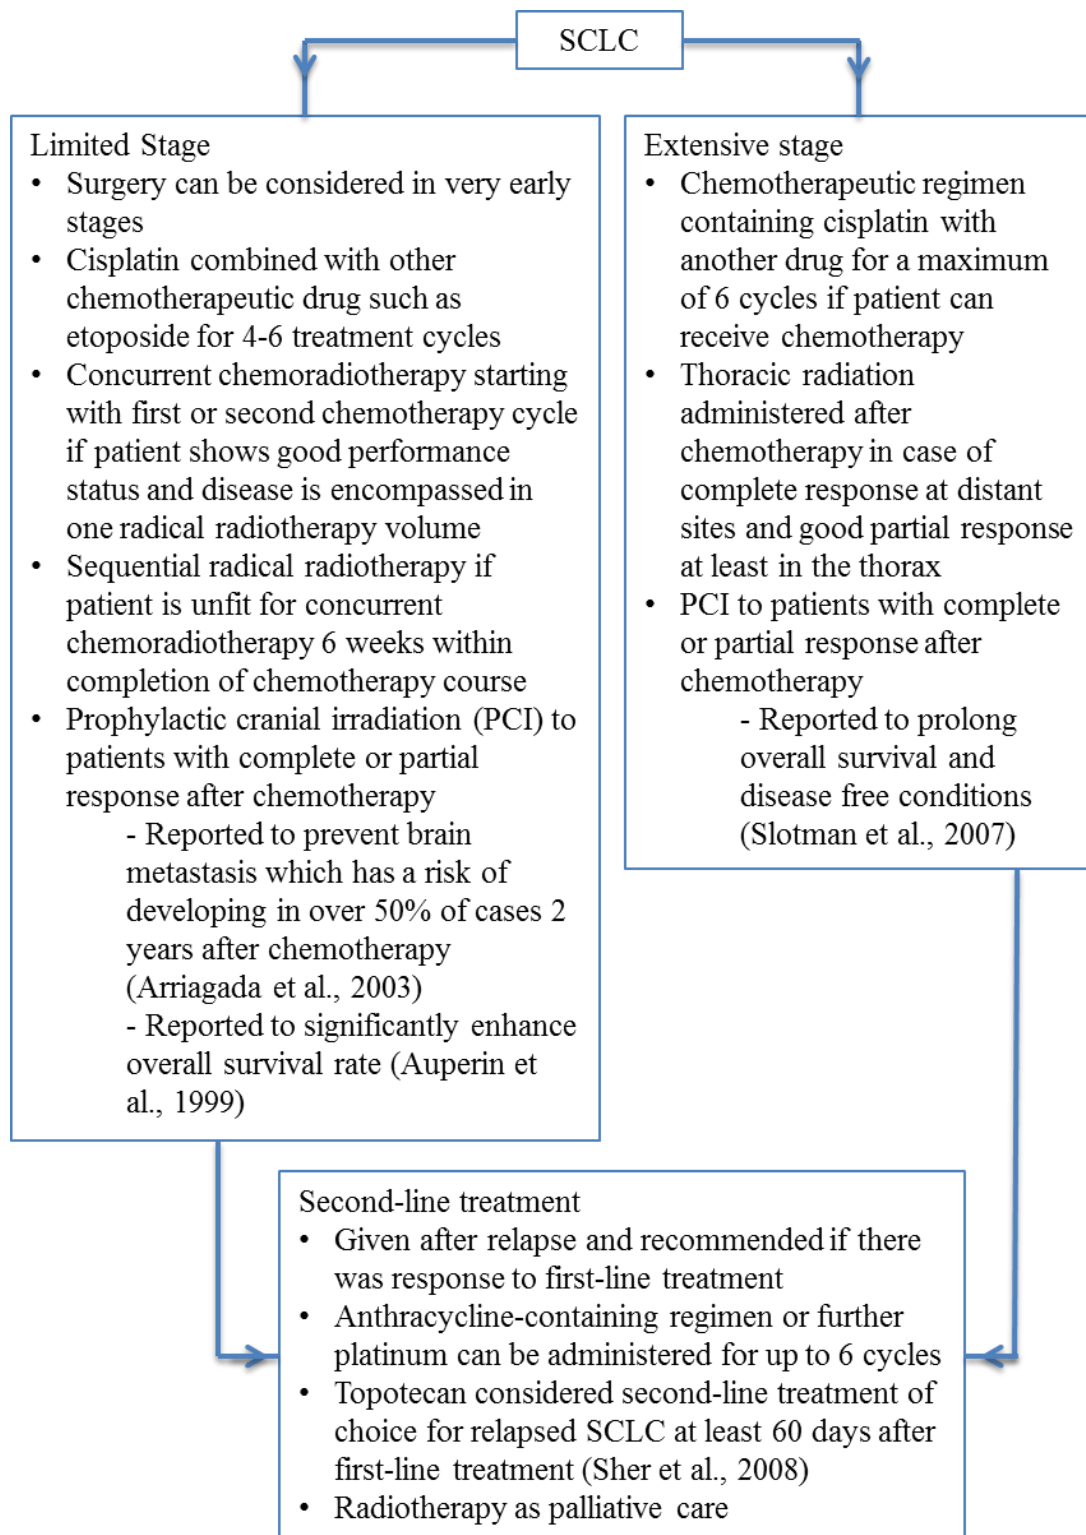 SCLC
Limited Stage
• Surgery can be considered in very early
stages
• Cisplatin combined with other
chemotherapeutic drug such as
etoposide for 4-6 treatment cycles
• Concurrent chemoradiotherapy starting
with first or second chemotherapy cycle
if patient shows good performance
status and disease is encompassed in
one radical radiotherapy volume
• Sequential radical radiotherapy if
patient is unfit for concurrent
chemoradiotherapy 6 weeks within
completion of chemotherapy course
• Prophylactic cranial irradiation (PCI) to
patients with complete or partial
response after chemotherapy
- Reported to prevent brain
metastasis which has a risk of
developing in over 50% of cases 2
years after chemotherapy
(Arriagada et al., 2003)
- Reported to significantly enhance
overall survival rate (Auperin et
al., 1999)
Extensive stage
• Chemotherapeutic regimen
containing cisplatin with
another drug for a maximum
of 6 cycles if patient can
receive chemotherapy
• Thoracic radiation
administered after
chemotherapy in case of
complete response at distant
sites and good partial response
at least in the thorax
• PCI to patients with complete
or partial response after
chemotherapy
- Reported to prolong
overall survival and
disease free conditions
(Slotman et al., 2007)
Second-line treatment
• Given after relapse and recommended if there
was response to first-line treatment
• Anthracycline-containing regimen or further
platinum can be administered for up to 6 cycles
• Topotecan considered second-line treatment of
choice for relapsed SCLC at least 60 days after
first-line treatment (Sher et al., 2008)
• Radiotherapy as palliative care